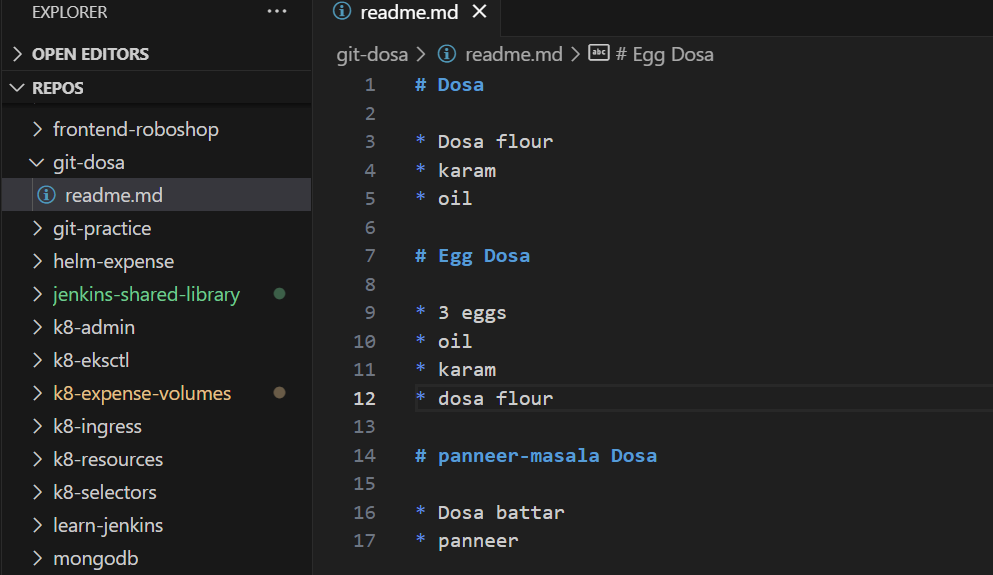 EXPLORER ···
OPEN EDITORS
REPOS
frontend-roboshop
git-dosa
readme.md
git-practice
helm-expense
jenkins-shared-library
k8-admin
k8-eksctl
k8-expense-volumes
k8-ingress
k8-resources
k8-selectors
learn-jenkins
mongodb
readme.md ×
git-dosa > readme.md > abc # Egg Dosa
1 # Dosa
2
3 * Dosa flour
4 * karam
5 * oil
6
7 # Egg Dosa
8
9 * 3 eggs
10 * oil
11 * karam
12 * dosa flour
13
14 # panneer-masala Dosa
15
16 * Dosa battar
17 * panneer